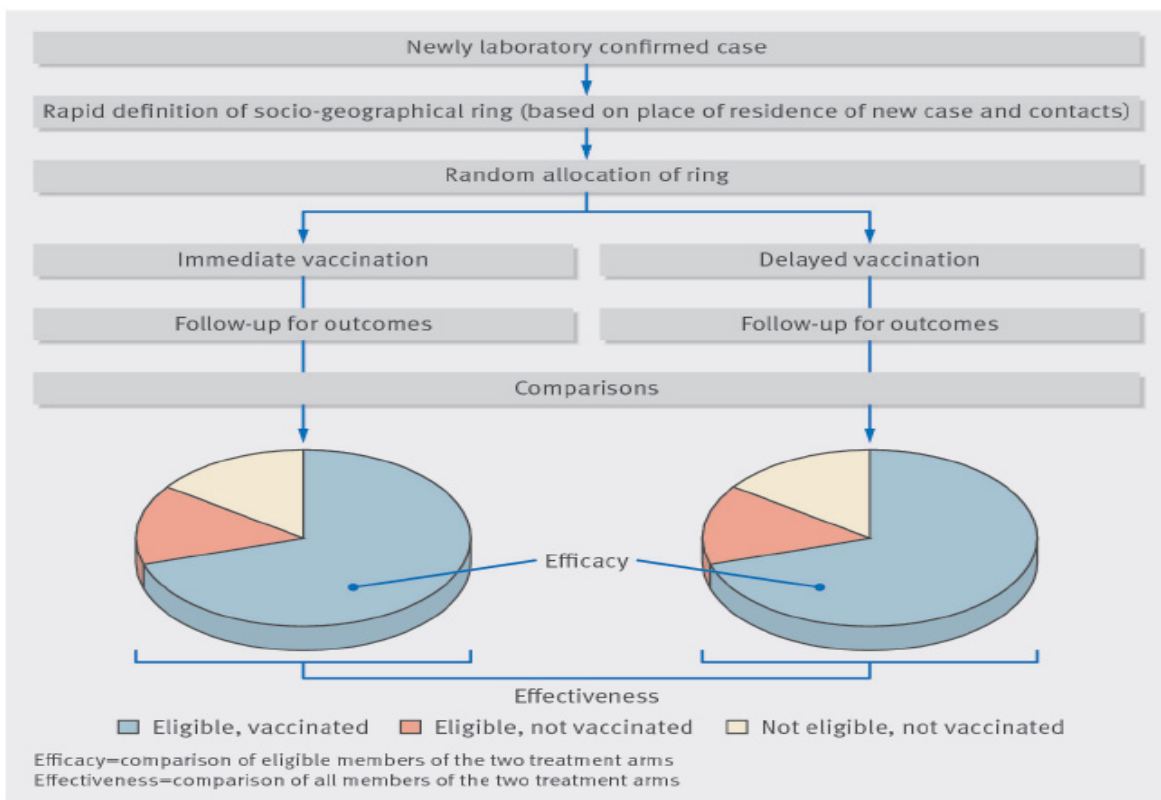 Newly laboratory confirmed case
Rapid definition of socio-geographical ring (based on place of residence of new case and contacts)
Random allocation of ring
Immediate vaccination
Delayed vaccination
Follow-up for outcomes
Follow-up for outcomes
Comparisons
Efficacy
Effectiveness
Eligible, vaccinated
Eligible, not vaccinated
Not eligible, not vaccinated
Efficacy=comparison of eligible members of the two treatment arms
Effectiveness=comparison of all members of the two treatment arms